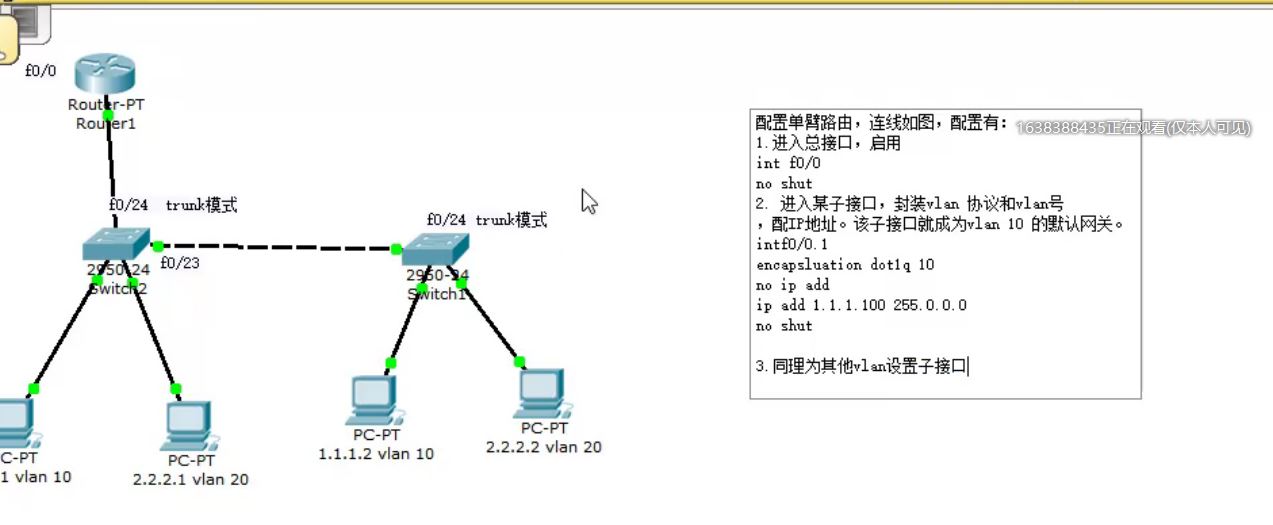 f0/0
Router-PT
Router1
f0/24 trunk模式
f0/24 trunk模式
f0/23
2950-24
Switch2
2950-24
Switch1
C-PT
1 vlan 10
PC-PT
2.2.2.1 vlan 20
PC-PT
1.1.1.2 vlan 10
PC-PT
2.2.2.2 vlan 20
配置单臂路由，连线如图，配置有：
1638388435正在观看(仅本人可见)
1.进入总接口，启用
int f0/0
no shut
2. 进入某子接口，封装vlan 协议和vlan号
，配IP地址。该子接口就成为vlan 10 的默认网关。
intf0/0.1
encapsluation dot1q 10
no ip add
ip add 1.1.1.100 255.0.0.0
no shut
3.同理为其他vlan设置子接口